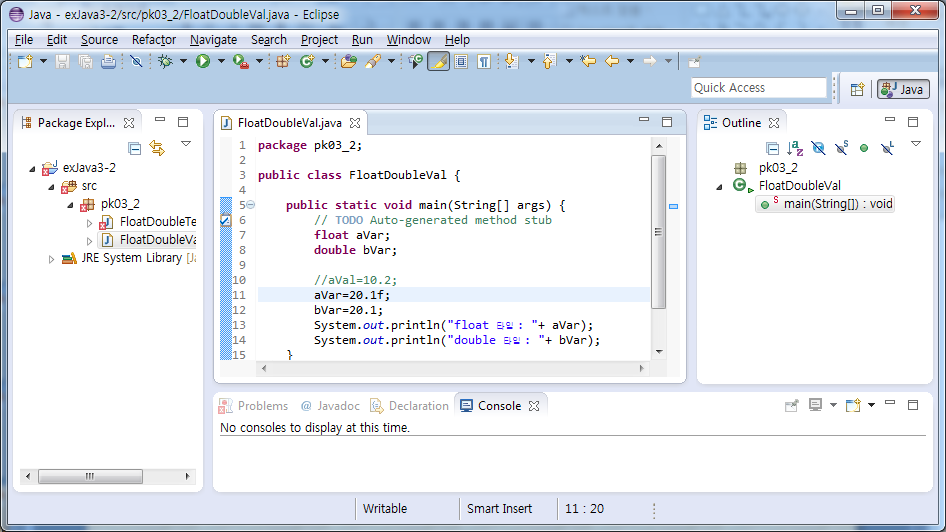 Java - exJava3-2/src/pk03_2/FloatDoubleVal.java - Eclipse
File Edit Source Refactor Navigate Search Project Run Window Help
Quick Access
Java
Package Expl...
exJava3-2
src
pk03_2
FloatDoubleTe
FloatDoubleVa
JRE System Library [Ja
FloatDoubleVal.java
1 package pk03_2;
2
3 public class FloatDoubleVal {
4
5 public static void main(String[] args) {
6 // TODO Auto-generated method stub
7 float aVar;
8 double bVar;
9
10 //aVal=10.2;
11 aVar=20.1f;
12 bVar=20.1;
13 System.out.println("float 타입 : "+ aVar);
14 System.out.println("double 타입 : "+ bVar);
15 }
Outline
pk03_2
FloatDoubleVal
main(String[]) : void
Problems @ Javadoc Declaration Console
No consoles to display at this time.
Writable Smart Insert 11 : 20